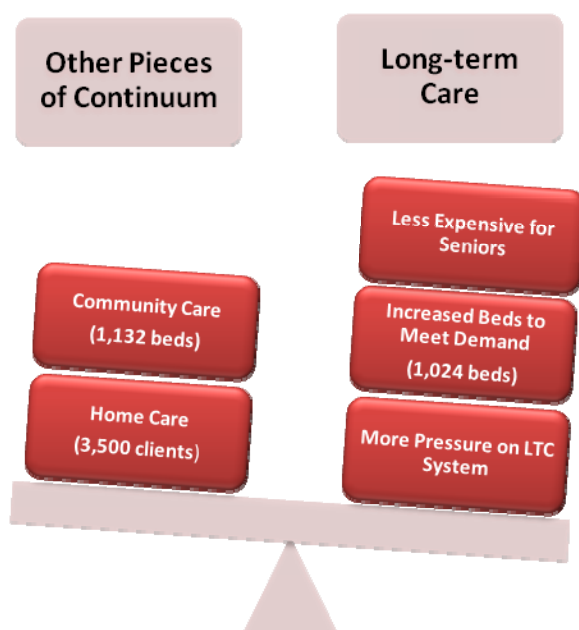 Other Pieces
of Continuum
Long-term
Care
Less Expensive for
Seniors
Community Care
(1,132 beds)
Increased Beds to
Meet Demand
(1,024 beds)
Home Care
(3,500 clients)
More Pressure on LTC
System